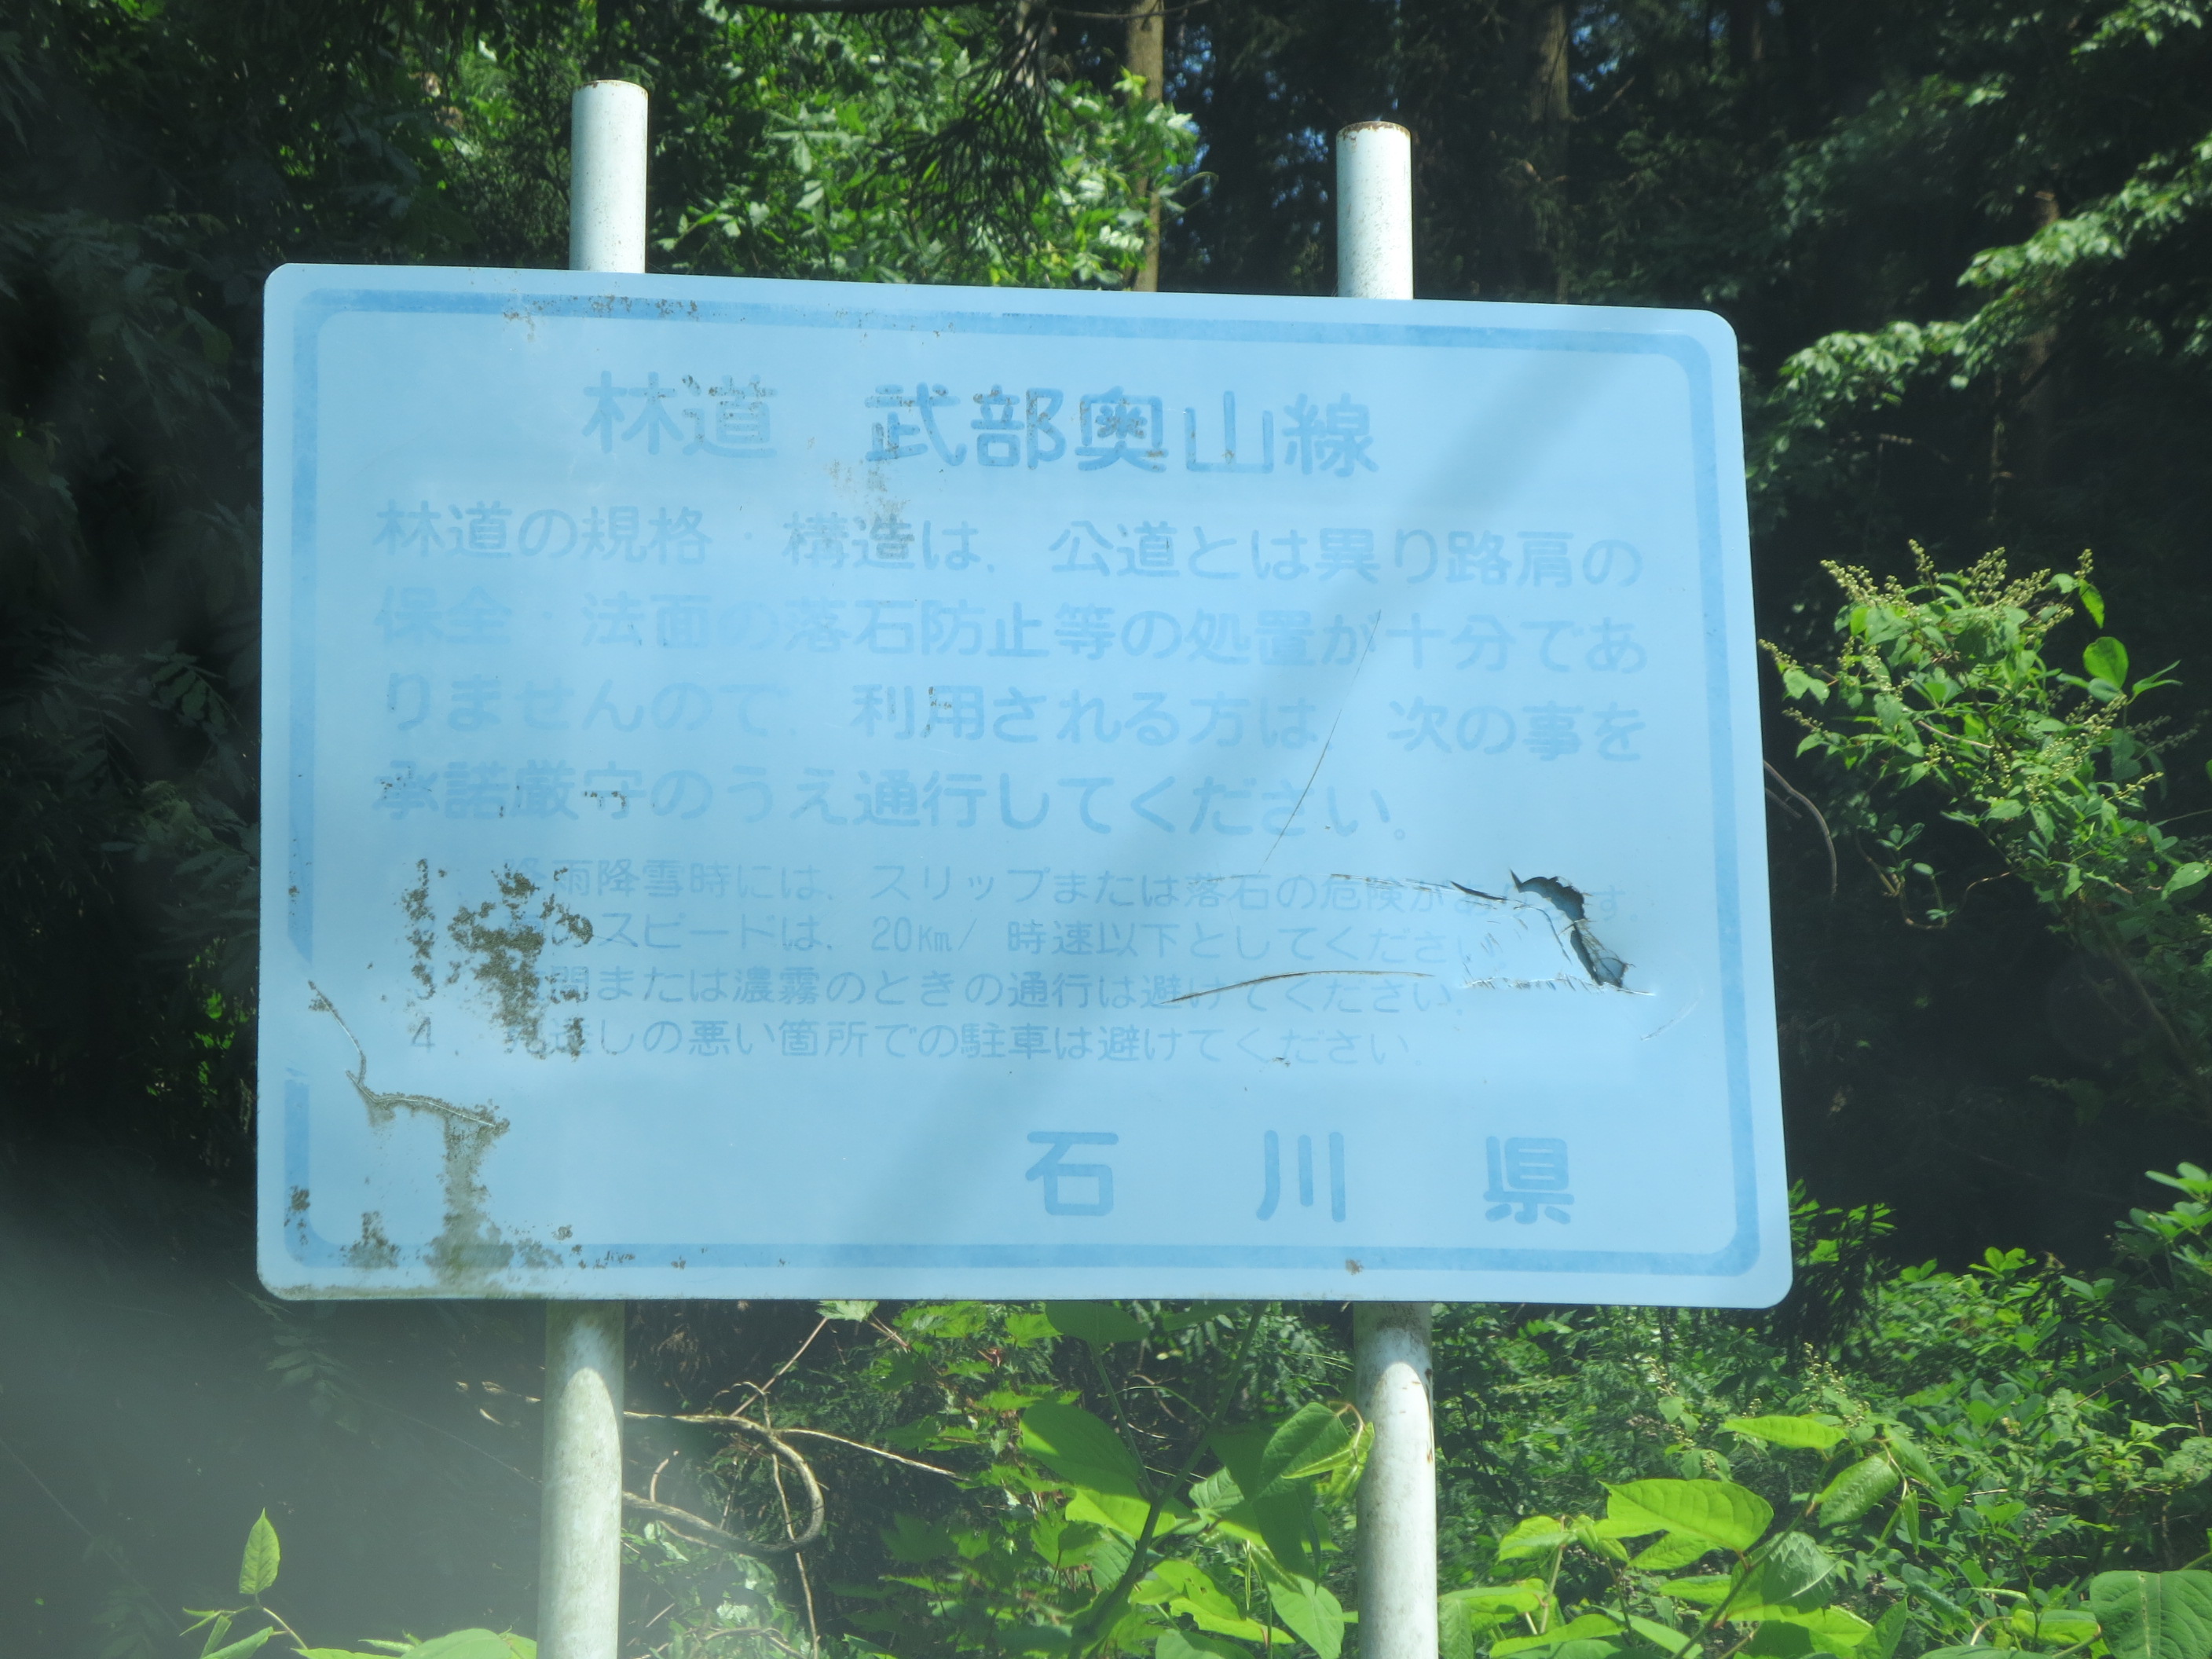 林道 武部奥山線
林道の規格・構造は、公道とは異り路肩の
保全・法面の落石防止等の処置が十分であ
りませんので、利用される方は、次の事を
承諾厳守のうえ通行してください。
降雨降雪時には、スリップまたは落石の危険があります。
スピードは、20Km/時速以下としてください
間または濃霧のときの通行は避けてください。
4. 見透しの悪い箇所での駐車は避けてください。
石川県